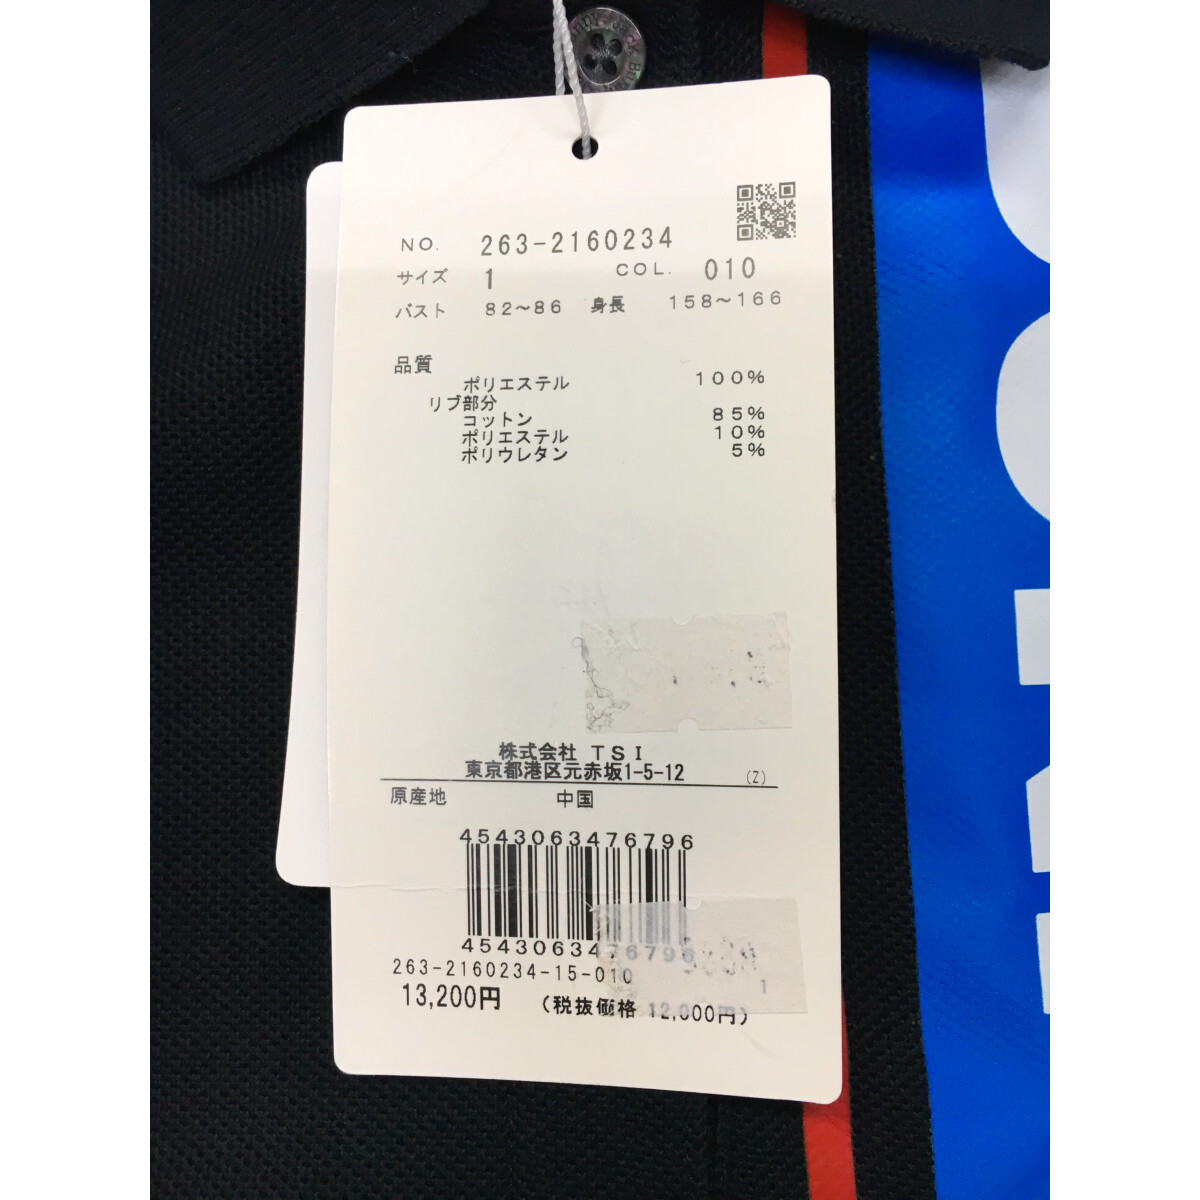 NO. 263-2160234
サイズ 1 COL. 010
バスト 82～86 身長 158～166
品質
ポリエステル 100%
リブ部分
コットン 85%
ポリエステル 10%
ポリウレタン 5%
株式会社 TSI
東京都港区元赤坂1-5-12 (Z)
原産地 中国
4543063476796
4543063476796
263-2160234-15-010
1
13,200円 (税抜価格 12,000円)